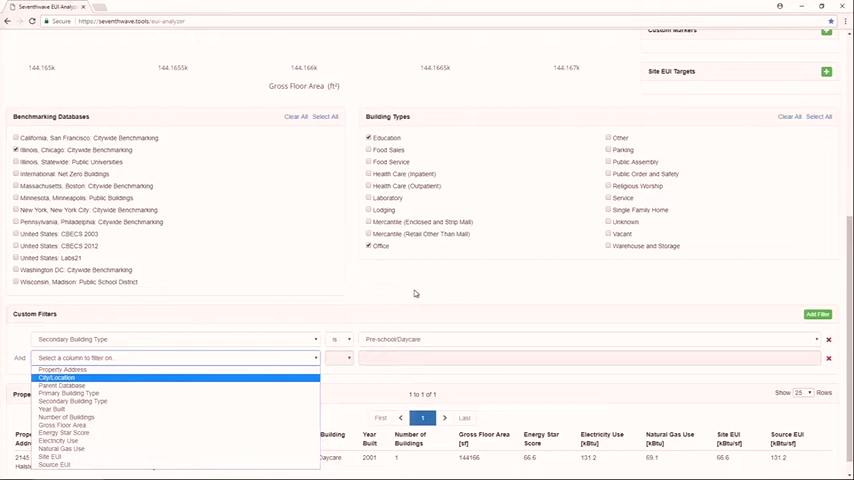 Seventhwave EUI Analyz
Secure https://seventhwave.tools/eui-analyzer
Custom Markers
144.165k 144.1655k 144.166k 144.1665k 144.167k
Site EUI Targets
Gross Floor Area (ft²)
Benchmarking Databases Clear All Select All
Building Types Clear All Select All
California, San Francisco: Citywide Benchmarking
Illinois, Chicago: Citywide Benchmarking
Illinois, Statewide: Public Universities
International: Net Zero Buildings
Massachusetts, Boston: Citywide Benchmarking
Minnesota, Minneapolis: Public Buildings
New York, New York City: Citywide Benchmarking
Pennsylvania, Philadelphia: Citywide Benchmarking
United States: CBECS 2003
United States: CBECS 2012
United States: Labs21
Washington DC: Citywide Benchmarking
Wisconsin, Madison: Public School District
Education
Food Sales
Food Service
Health Care (Inpatient)
Health Care (Outpatient)
Laboratory
Lodging
Mercantile (Enclosed and Strip Mall)
Mercantile (Retail Other Than Mall)
Office
Other
Parking
Public Assembly
Public Order and Safety
Religious Worship
Service
Single Family Home
Unknown
Vacant
Warehouse and Storage
Custom Filters Add Filter
Secondary Building Type is Pre-school/Daycare
And Select a column to filter on..
Property Address
City/Location
Parent Database
Primary Building Type
Secondary Building Type
Year Built
Number of Buildings
Gross Floor Area
Energy Star Score
Electricity Use
Natural Gas Use
Site EUI
Source EUI
1 to 1 of 1 Show 25 Rows
First 1 Last
Building Year Built Number of Buildings Gross Floor Area [sf] Energy Star Score Electricity Use [kBtu] Natural Gas Use [kBtu] Site EUI [kBtu/sf] Source EUI [kBtu/sf]
2145 Daycare 2001 1 144166 66.6 131.2 69.1 66.6 131.2